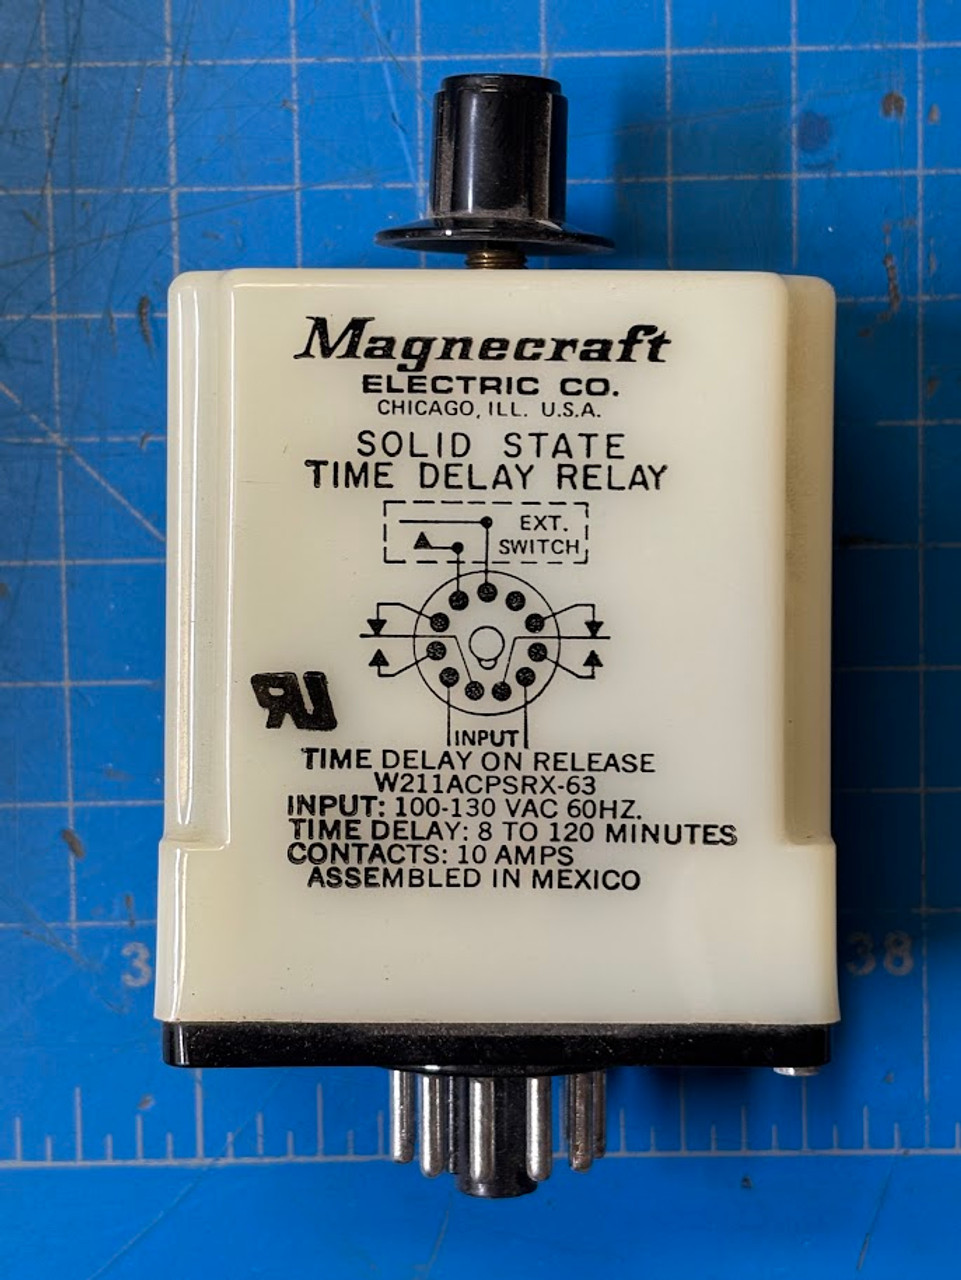 Magnecraft
ELECTRIC CO.
CHICAGO, ILL. U.S.A.
SOLID STATE
TIME DELAY RELAY
EXT.
SWITCH
INPUT
TIME DELAY ON RELEASE
W211ACPSRX-63
INPUT: 100-130 VAC 60HZ.
TIME DELAY: 8 TO 120 MINUTES
CONTACTS: 10 AMPS
ASSEMBLED IN MEXICO
38